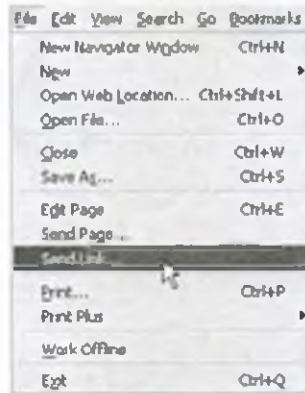 File Edit View Search Go Bookmarks
New Navigator Window Ctrl+N
New
Open Web Location... Ctrl+Shift+L
Open File... Ctrl+O
Close Ctrl+W
Save As... Ctrl+S
Edit Page Ctrl+E
Send Page...
Send Link...
Print... Ctrl+P
Print Plus
Work Offline
Exit Ctrl+Q